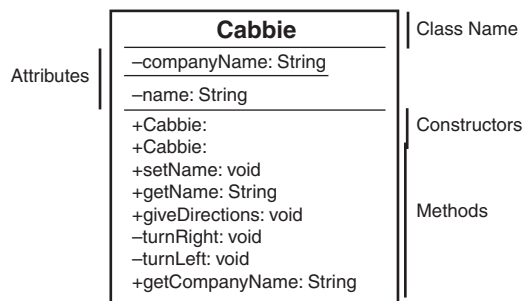 Cabbie
Class Name
Attributes
–companyName: String
–name: String
+Cabbie:
Constructors
+Cabbie:
+setName: void
+getName: String
+giveDirections: void
Methods
–turnRight: void
–turnLeft: void
+getCompanyName: String